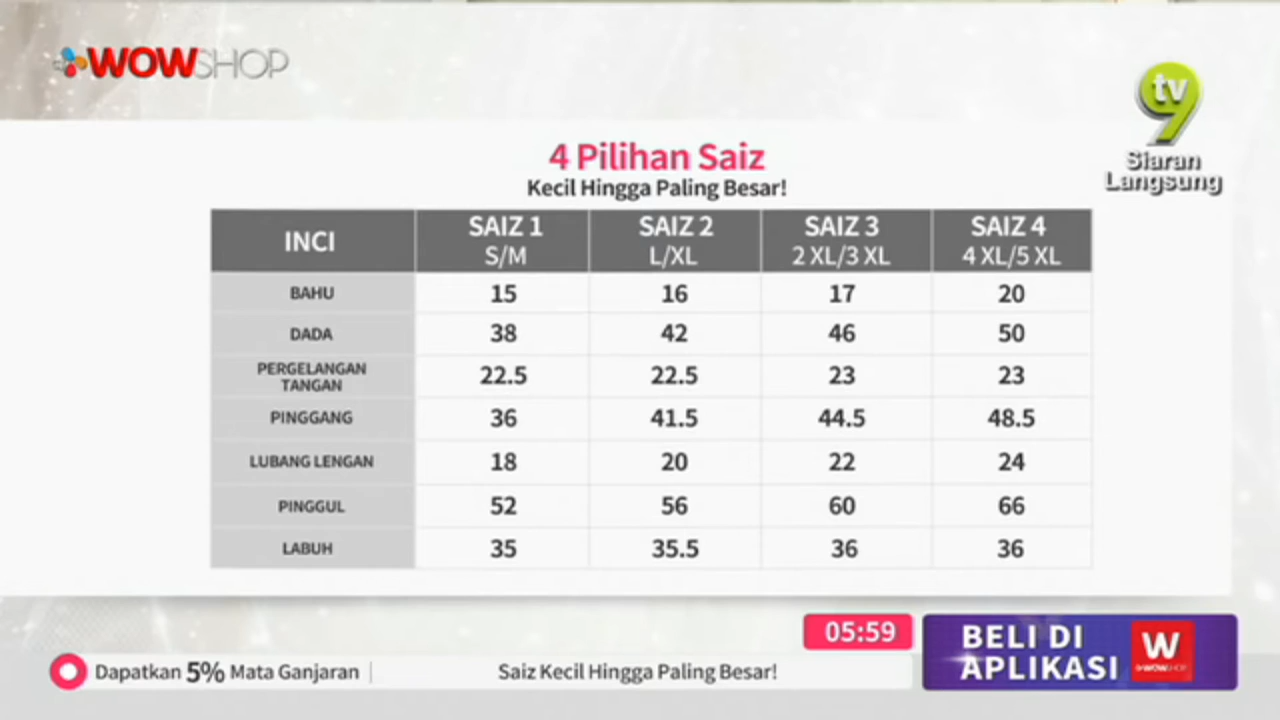 WOWSHOP
tv9
Siaran
Langsung
4 Pilihan Saiz
Kecil Hingga Paling Besar!
INCI SAIZ 1 S/M SAIZ 2 L/XL SAIZ 3 2 XL/3 XL SAIZ 4 4 XL/5 XL
BAHU 15 16 17 20
DADA 38 42 46 50
PERGELANGAN TANGAN 22.5 22.5 23 23
PINGGANG 36 41.5 44.5 48.5
LUBANG LENGAN 18 20 22 24
PINGGUL 52 56 60 66
LABUH 35 35.5 36 36
05:59
BELI DI
APLIKASI
W
WOWSHOP
Dapatkan 5% Mata Ganjaran
Saiz Kecil Hingga Paling Besar!